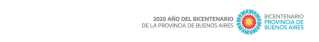 2020 AÑO DEL BICENTENARIO
DE LA PROVINCIA DE BUENOS AIRES
BICENTENARIO
PROVINCIA DE
BUENOS AIRES